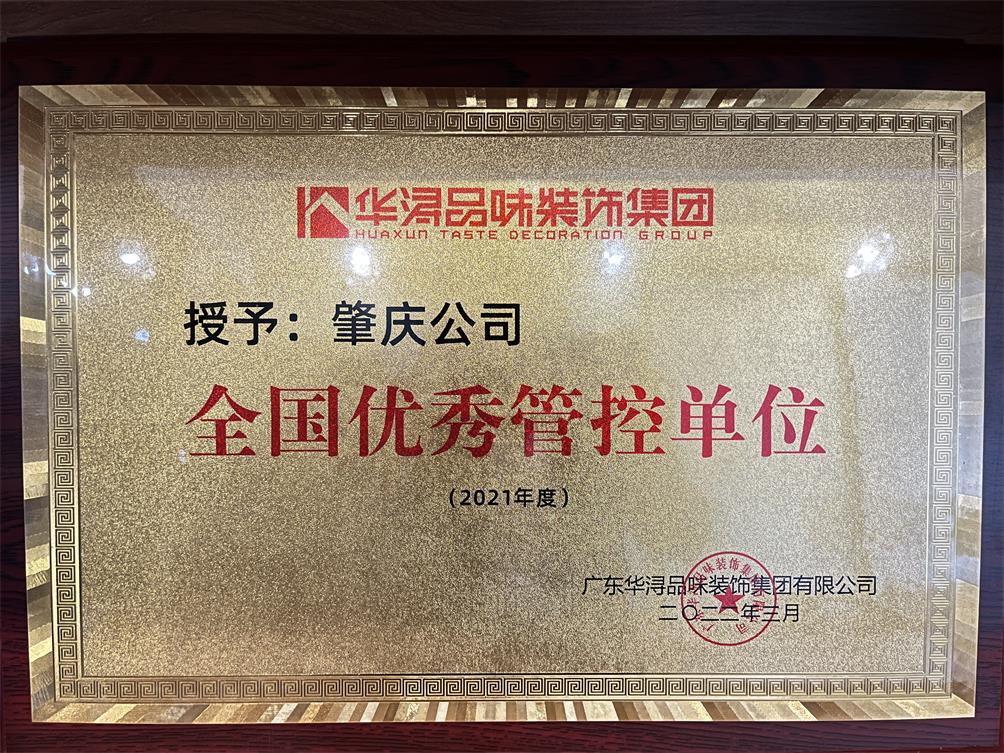 华浔品味装饰集团
HUAXUN TASTE DECORATION GROUP
授予：肇庆公司
全国优秀管控单位
（2021年度）
广东华浔品味装饰集团有限公司
二〇二二年三月